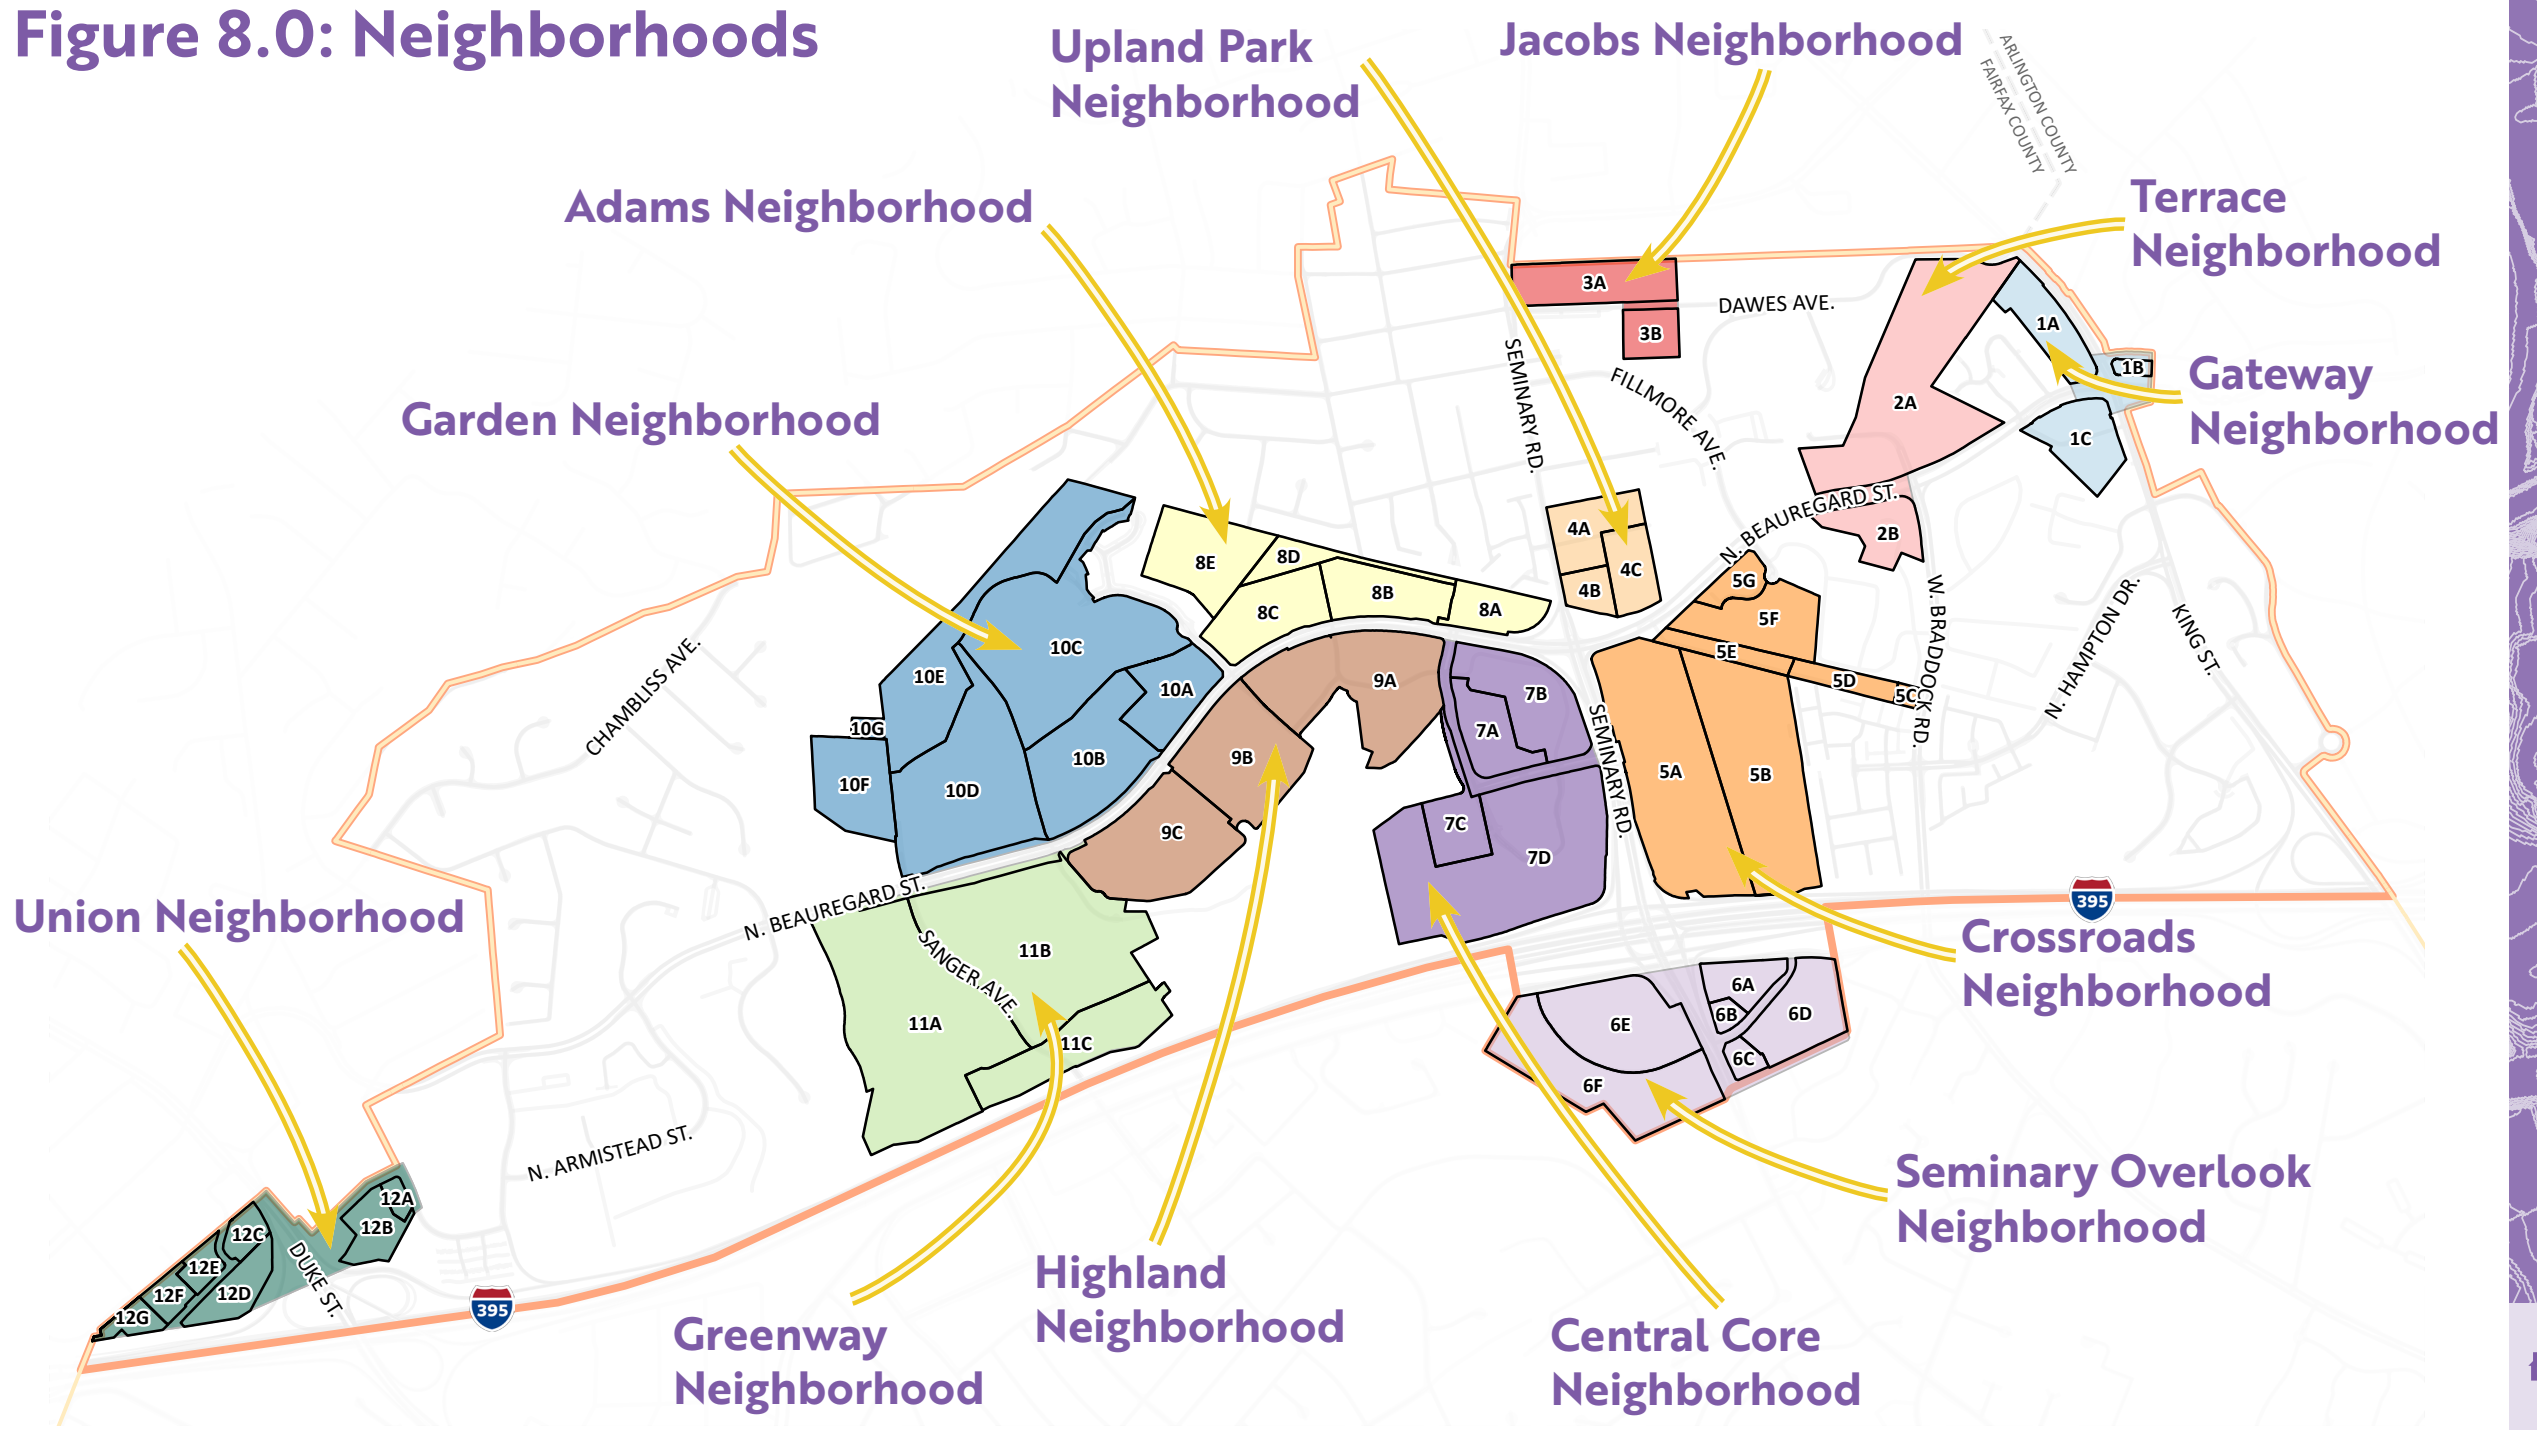 Figure 8.0: Neighborhoods
Upland Park
Neighborhood
Jacobs Neighborhood
ARLINGTON COUNTY
FAIRFAX COUNTY
Adams Neighborhood
Terrace
Neighborhood
Gateway
Neighborhood
Garden Neighborhood
Union Neighborhood
Crossroads
Neighborhood
Seminary Overlook
Neighborhood
Highland
Neighborhood
Greenway
Neighborhood
Central Core
Neighborhood
DAWES AVE.
SEMINARY RD.
FILLMORE AVE.
N. BEAUREGARD ST.
W. BRADDOCK RD.
N. HAMPTON DR.
KING ST.
CHAMBLISS AVE.
SEMINARY RD.
N. BEAUREGARD ST.
SANGER AVE.
N. ARMISTEAD ST.
DUKE ST.
395
395
1A
1B
1C
2A
2B
3A
3B
4A
4B
4C
5A
5B
5C
5D
5E
5F
5G
6A
6B
6C
6D
6E
6F
7A
7B
7C
7D
8A
8B
8C
8D
8E
9A
9B
9C
10A
10B
10C
10D
10E
10F
10G
11A
11B
11C
12A
12B
12C
12D
12E
12F
12G